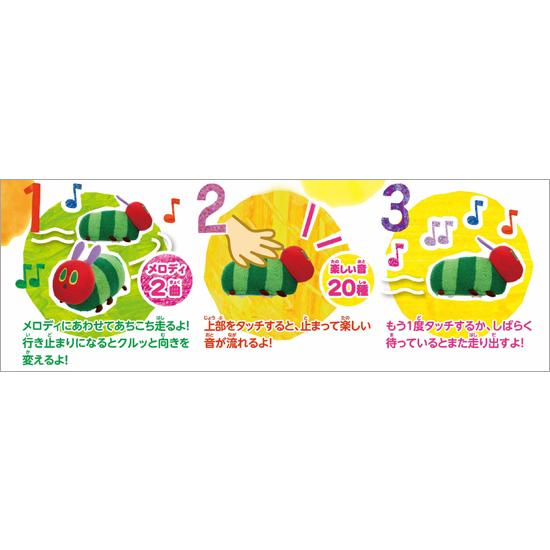 1
メロディ
2曲
メロディにあわせてあちこち走るよ!
行き止まりになるとクルッと向きを
変えるよ!
2
楽しい音
20種
上部をタッチすると、止まって楽しい
音が流れるよ!
3
もう1度タッチするか、しばらく
待っているとまた走り出すよ!